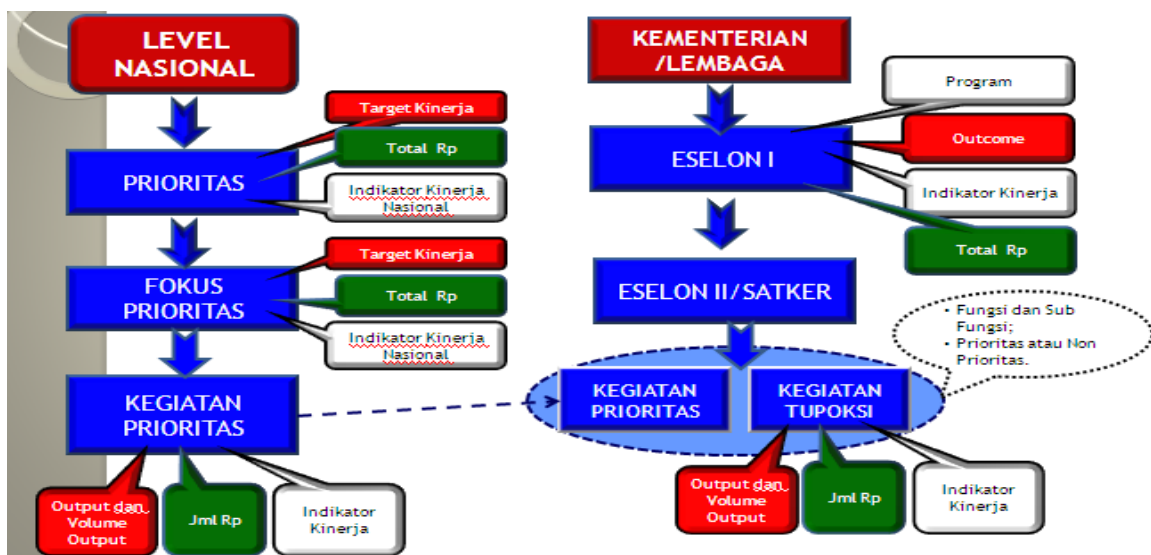 LEVEL
NASIONAL
Target Kinerja
Total Rp
PRIORITAS
Indikator Kinerja
Nasional
Target Kinerja
FOKUS
PRIORITAS
Total Rp
Indikator Kinerja
Nasional
KEGIATAN
PRIORITAS
Output dan
Volume
Output
Jml Rp
Indikator
Kinerja
KEMENTERIAN
/LEMBAGA
Program
Outcome
ESELON I
Indikator Kinerja
Total Rp
ESELON II/SATKER
• Fungsi dan Sub
Fungsi;
• Prioritas atau Non
Prioritas.
KEGIATAN
PRIORITAS
KEGIATAN
TUPOKSI
Output dan
Volume
Output
Jml Rp
Indikator
Kinerja